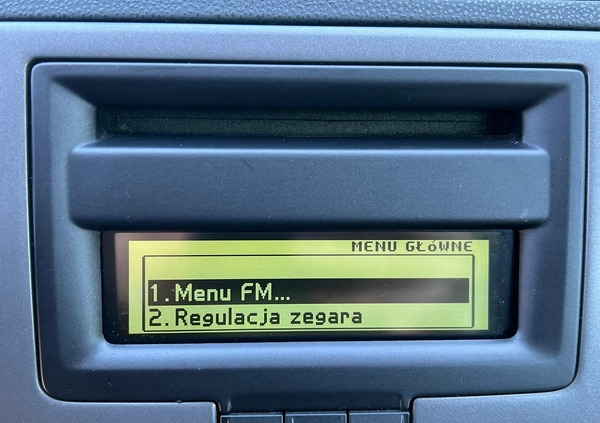 MENU GŁóWNE
1.Menu FM...
2.Regulacja zegara